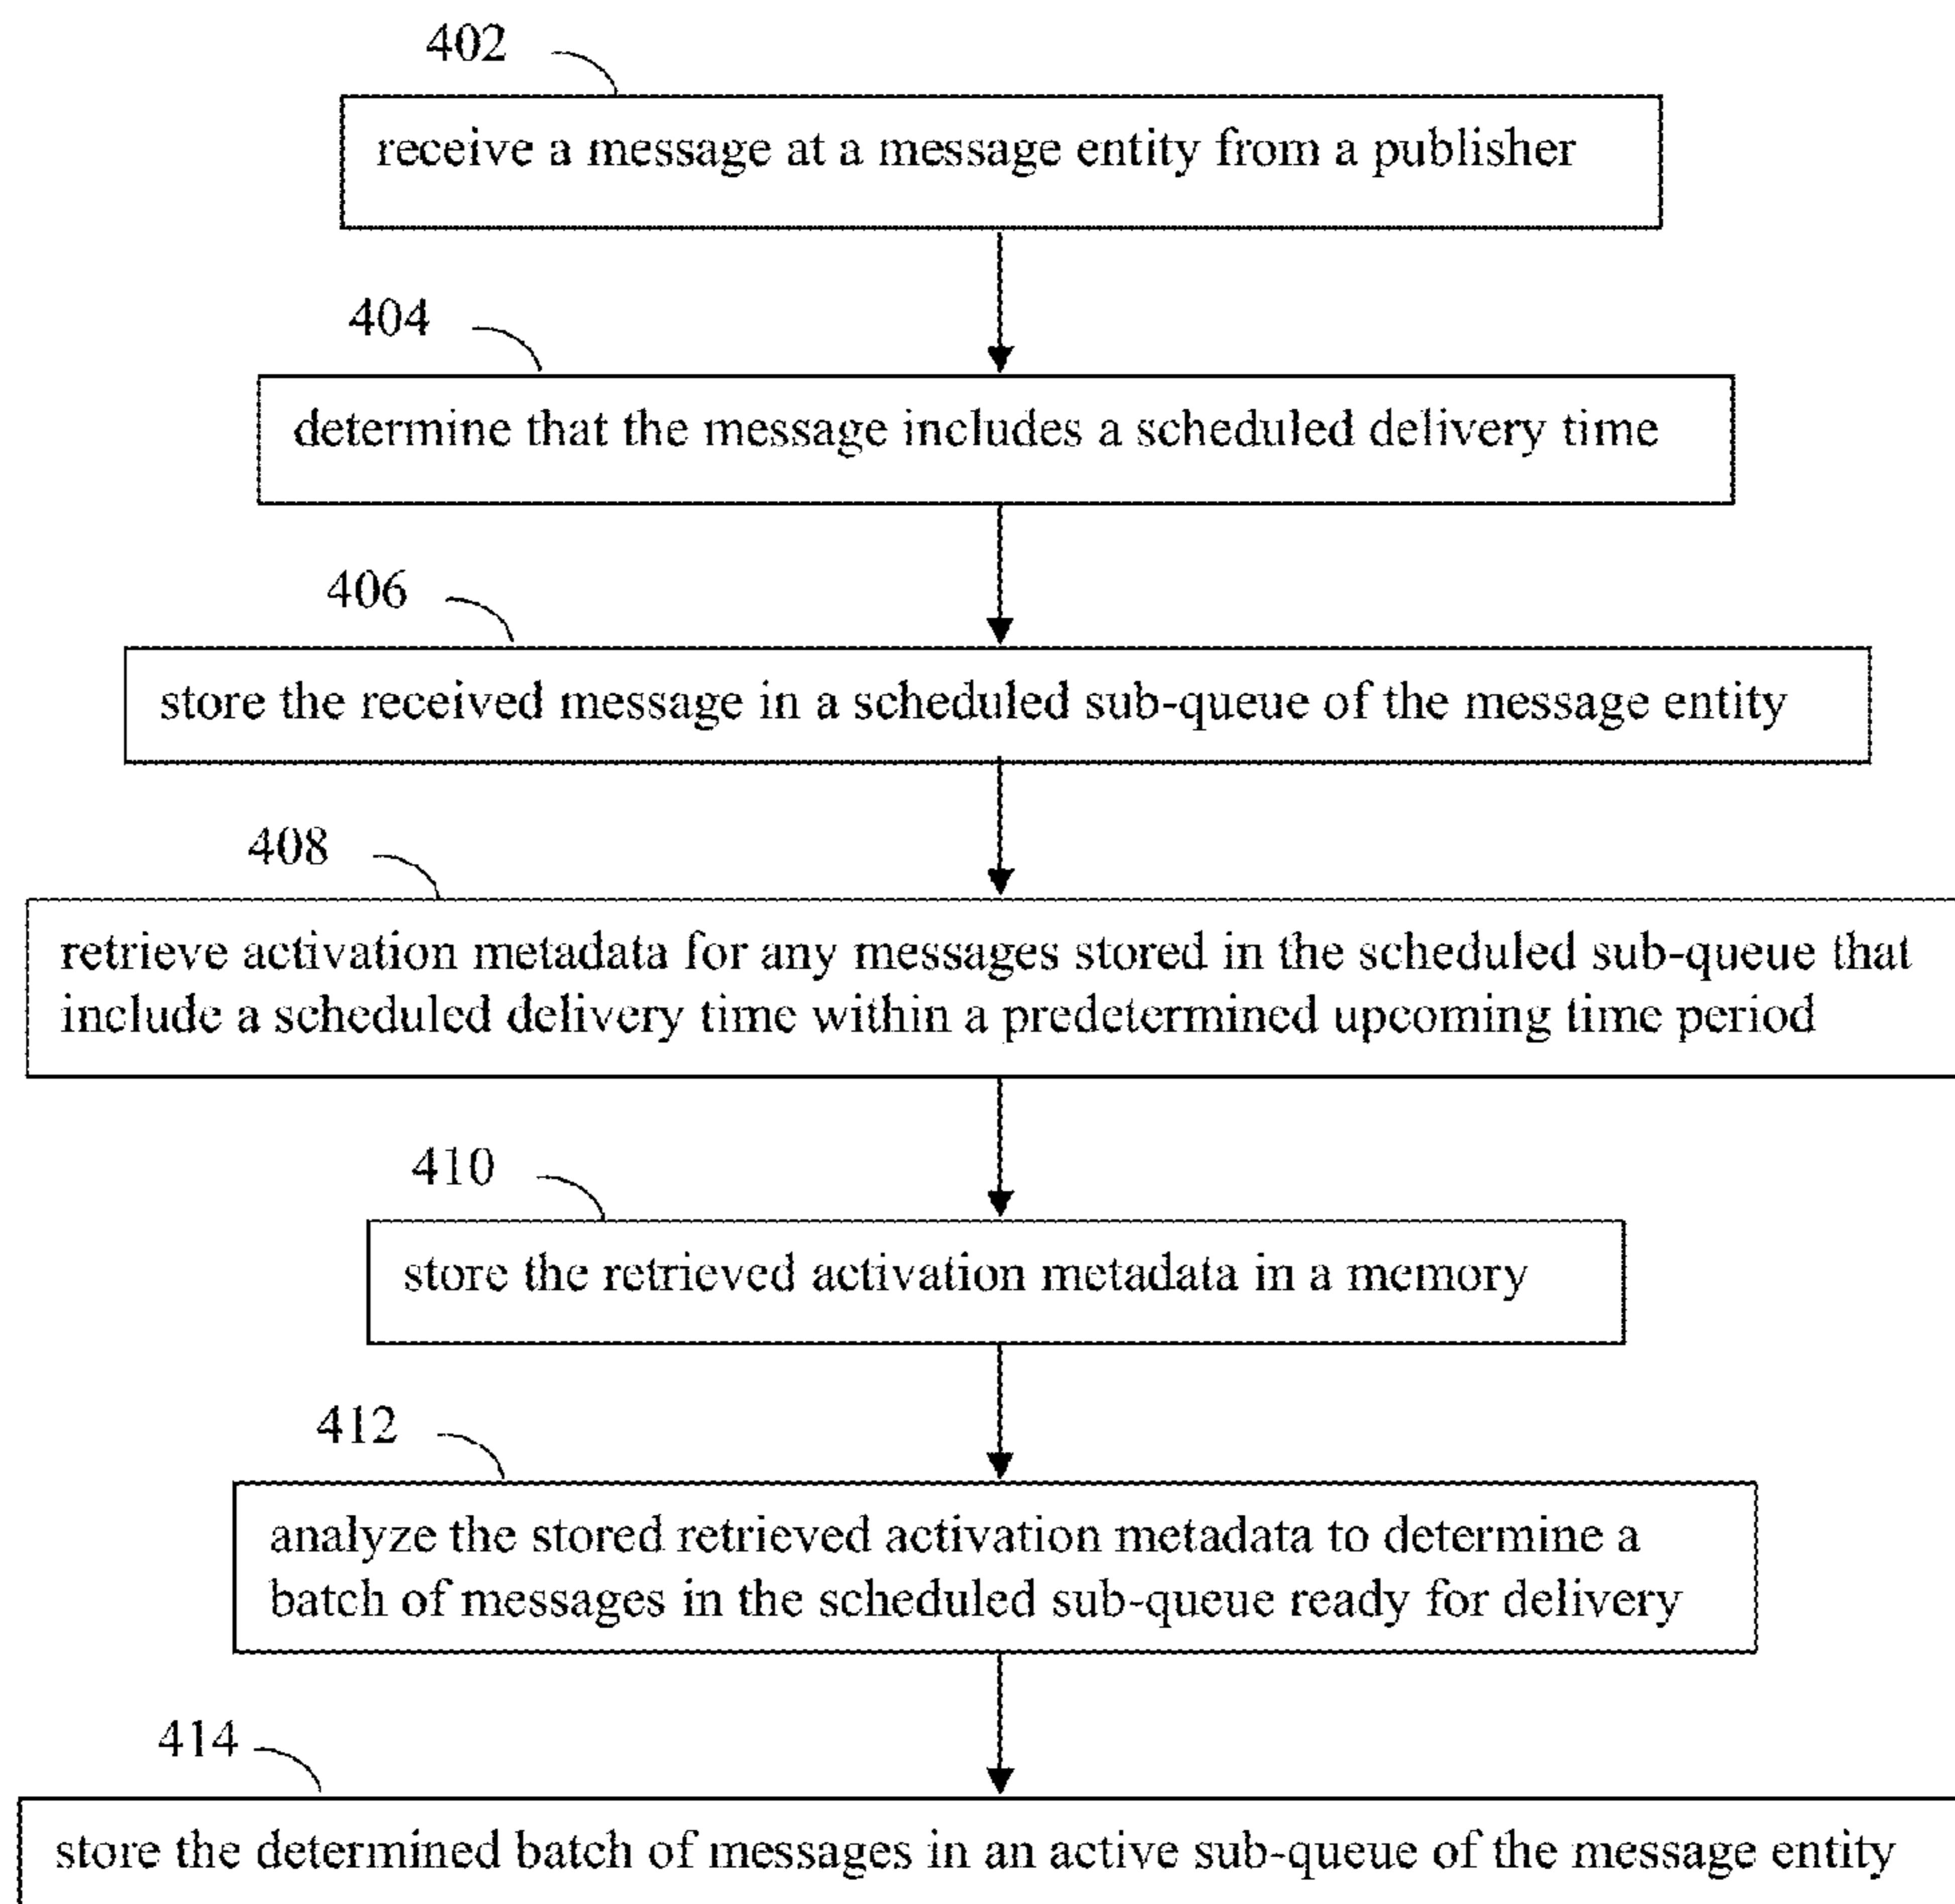 402
receive a message at a message entity from a publisher
404
determine that the message includes a scheduled delivery time
406
store the received message in a scheduled sub-queue of the message entity
408
retrieve activation metadata for any messages stored in the scheduled sub-queue that
include a scheduled delivery time within a predetermined upcoming time period
410
store the retrieved activation metadata in a memory
412
analyze the stored retrieved activation metadata to determine a
batch of messages in the scheduled sub-queue ready for delivery
414
store the determined batch of messages in an active sub-queue of the message entity